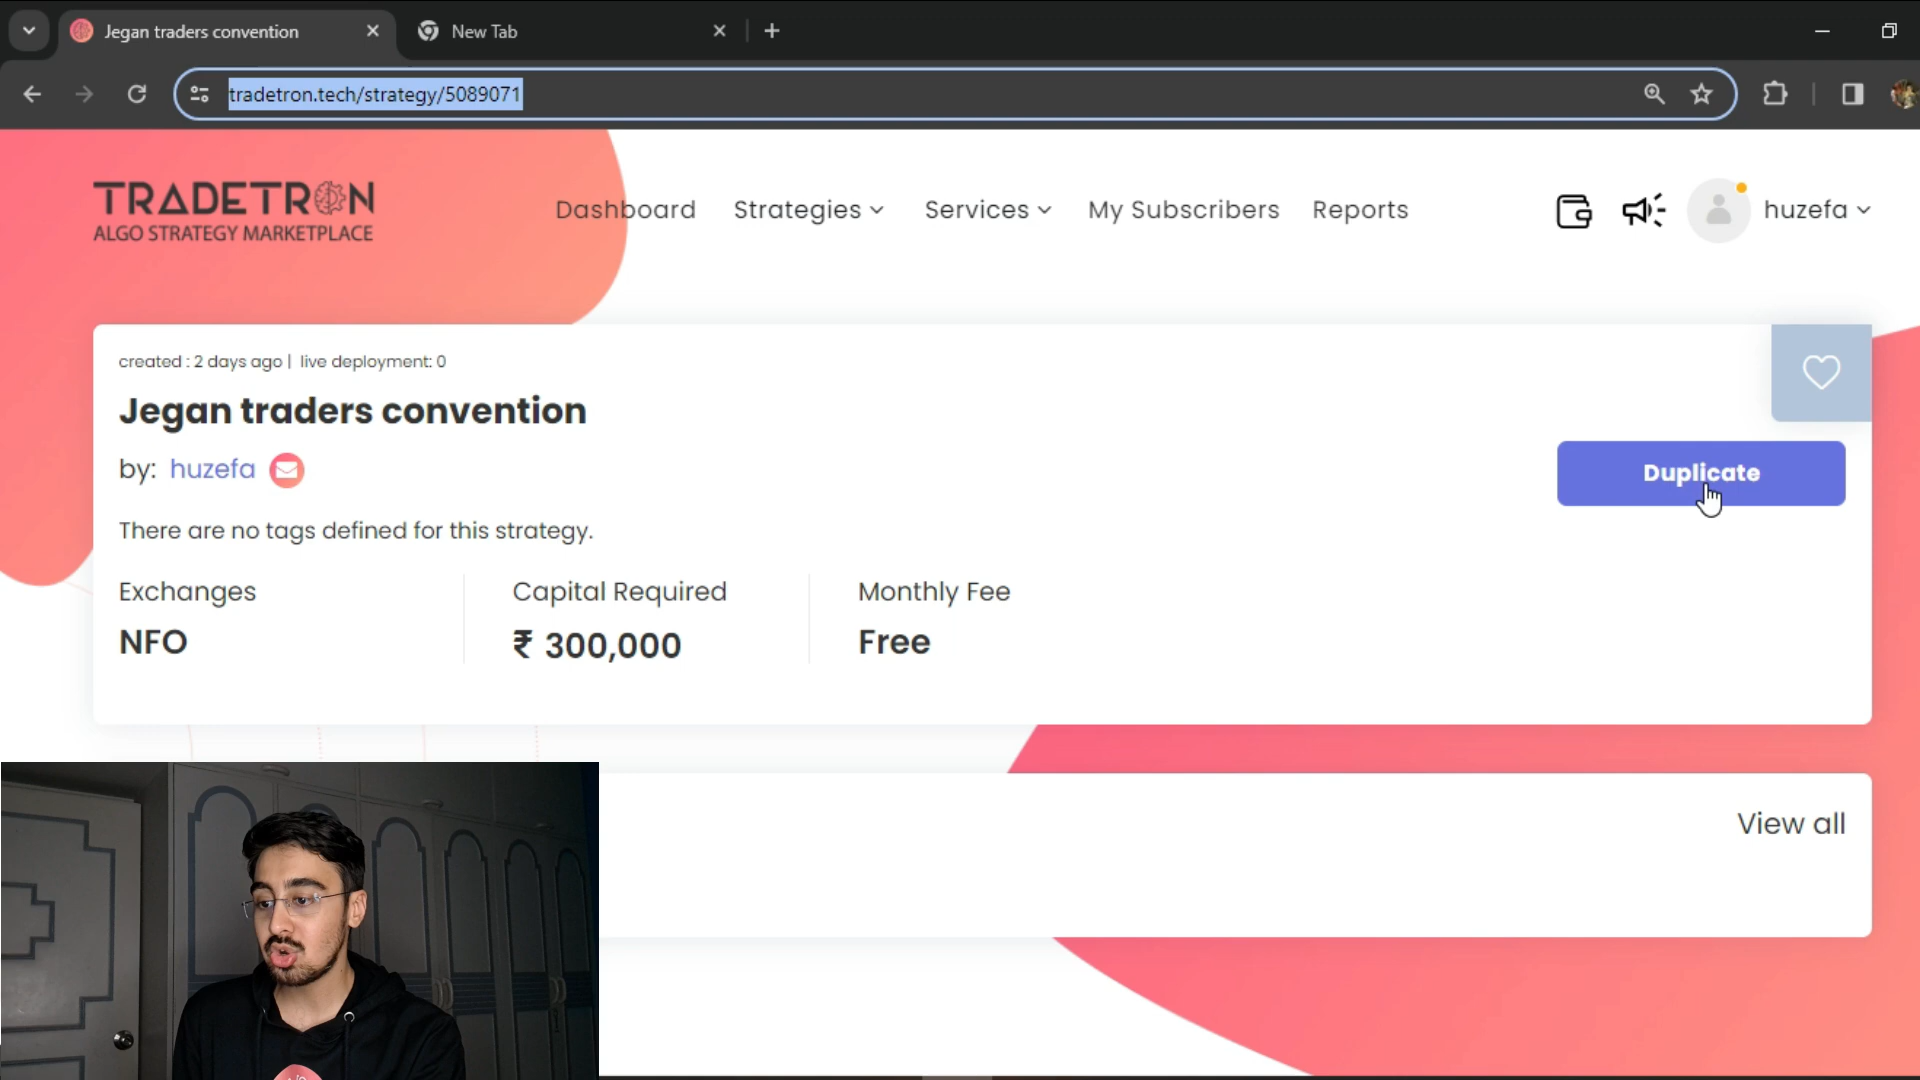 Jegan traders convention
New Tab
tradetron.tech/strategy/5089071
TRADETRON
ALGO STRATEGY MARKETPLACE
Dashboard
Strategies
Services
My Subscribers
Reports
huzefa
created : 2 days ago | live deployment: 0
Jegan traders convention
by: huzefa
Duplicate
There are no tags defined for this strategy.
Exchanges
NFO
Capital Required
₹ 300,000
Monthly Fee
Free
View all